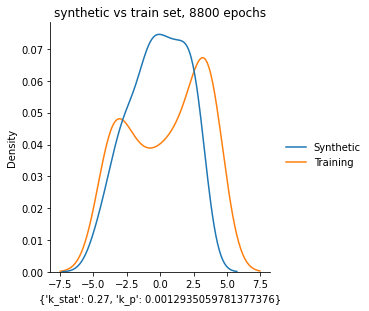 synthetic vs train set, 8800 epochs
0.07
0.06
0.05
0.04
0.03
0.02
0.01
0.00
Density
Synthetic
Training
−7.5 −5.0 −2.5 0.0 2.5 5.0 7.5
{'k_stat': 0.27, 'k_p': 0.0012935059781377376}